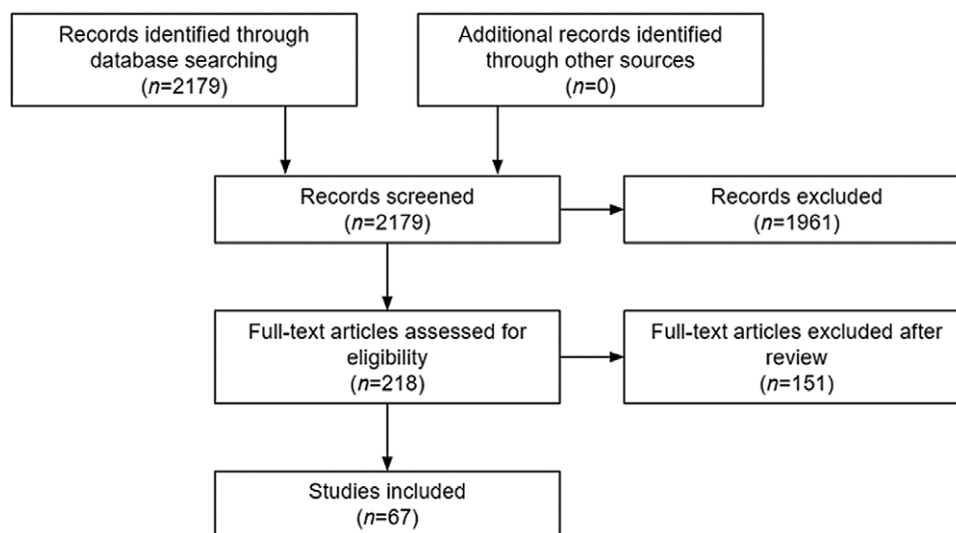 Records identified through
database searching
(n=2179)
Additional records identified
through other sources
(n=0)
Records screened
(n=2179)
Records excluded
(n=1961)
Full-text articles assessed for
eligibility
(n=218)
Full-text articles excluded after
review
(n=151)
Studies included
(n=67)